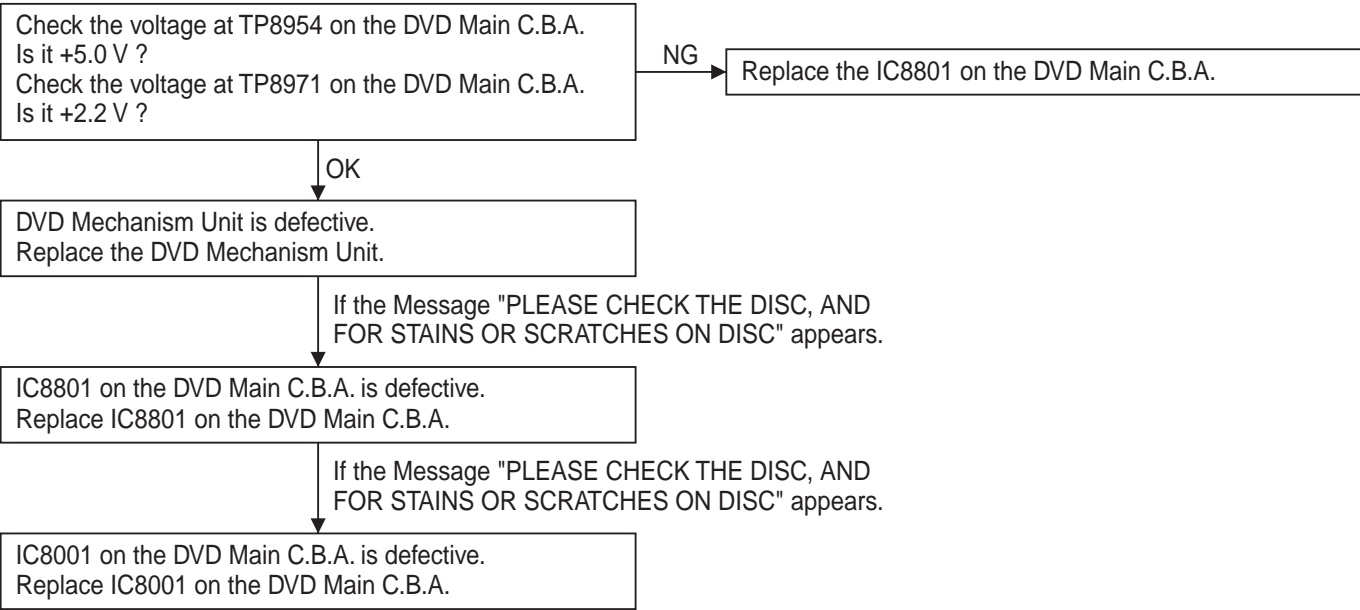 Check the voltage at TP8954 on the DVD Main C.B.A.
Is it +5.0 V ?
Check the voltage at TP8971 on the DVD Main C.B.A.
Is it +2.2 V ?
NG
Replace the IC8801 on the DVD Main C.B.A.
OK
DVD Mechanism Unit is defective.
Replace the DVD Mechanism Unit.
If the Message "PLEASE CHECK THE DISC, AND
FOR STAINS OR SCRATCHES ON DISC" appears.
IC8801 on the DVD Main C.B.A. is defective.
Replace IC8801 on the DVD Main C.B.A.
If the Message "PLEASE CHECK THE DISC, AND
FOR STAINS OR SCRATCHES ON DISC" appears.
IC8001 on the DVD Main C.B.A. is defective.
Replace IC8001 on the DVD Main C.B.A.